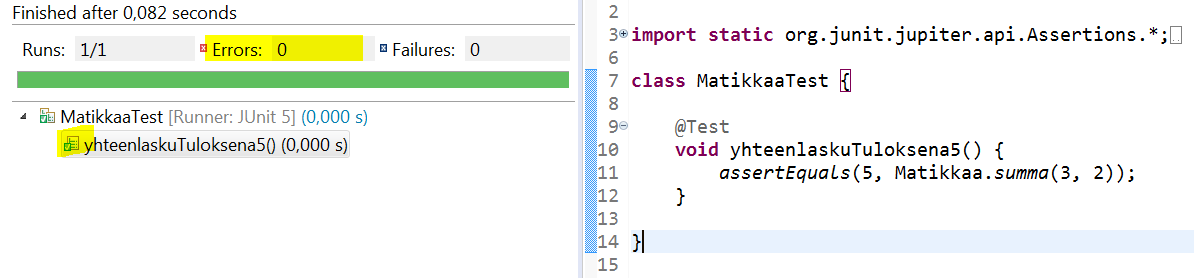 Finished after 0,082 seconds
Runs: 1/1 Errors: 0 Failures: 0
MatikkaaTest [Runner: JUnit 5] (0,000 s)
yhteenlaskuTuloksena5() (0,000 s)
2
3 import static org.junit.jupiter.api.Assertions.*;
6
7 class MatikkaaTest {
8
9 @Test
10 void yhteenlaskuTuloksena5() {
11 assertEquals(5, Matikkaa.summa(3, 2));
12 }
13
14 }
15